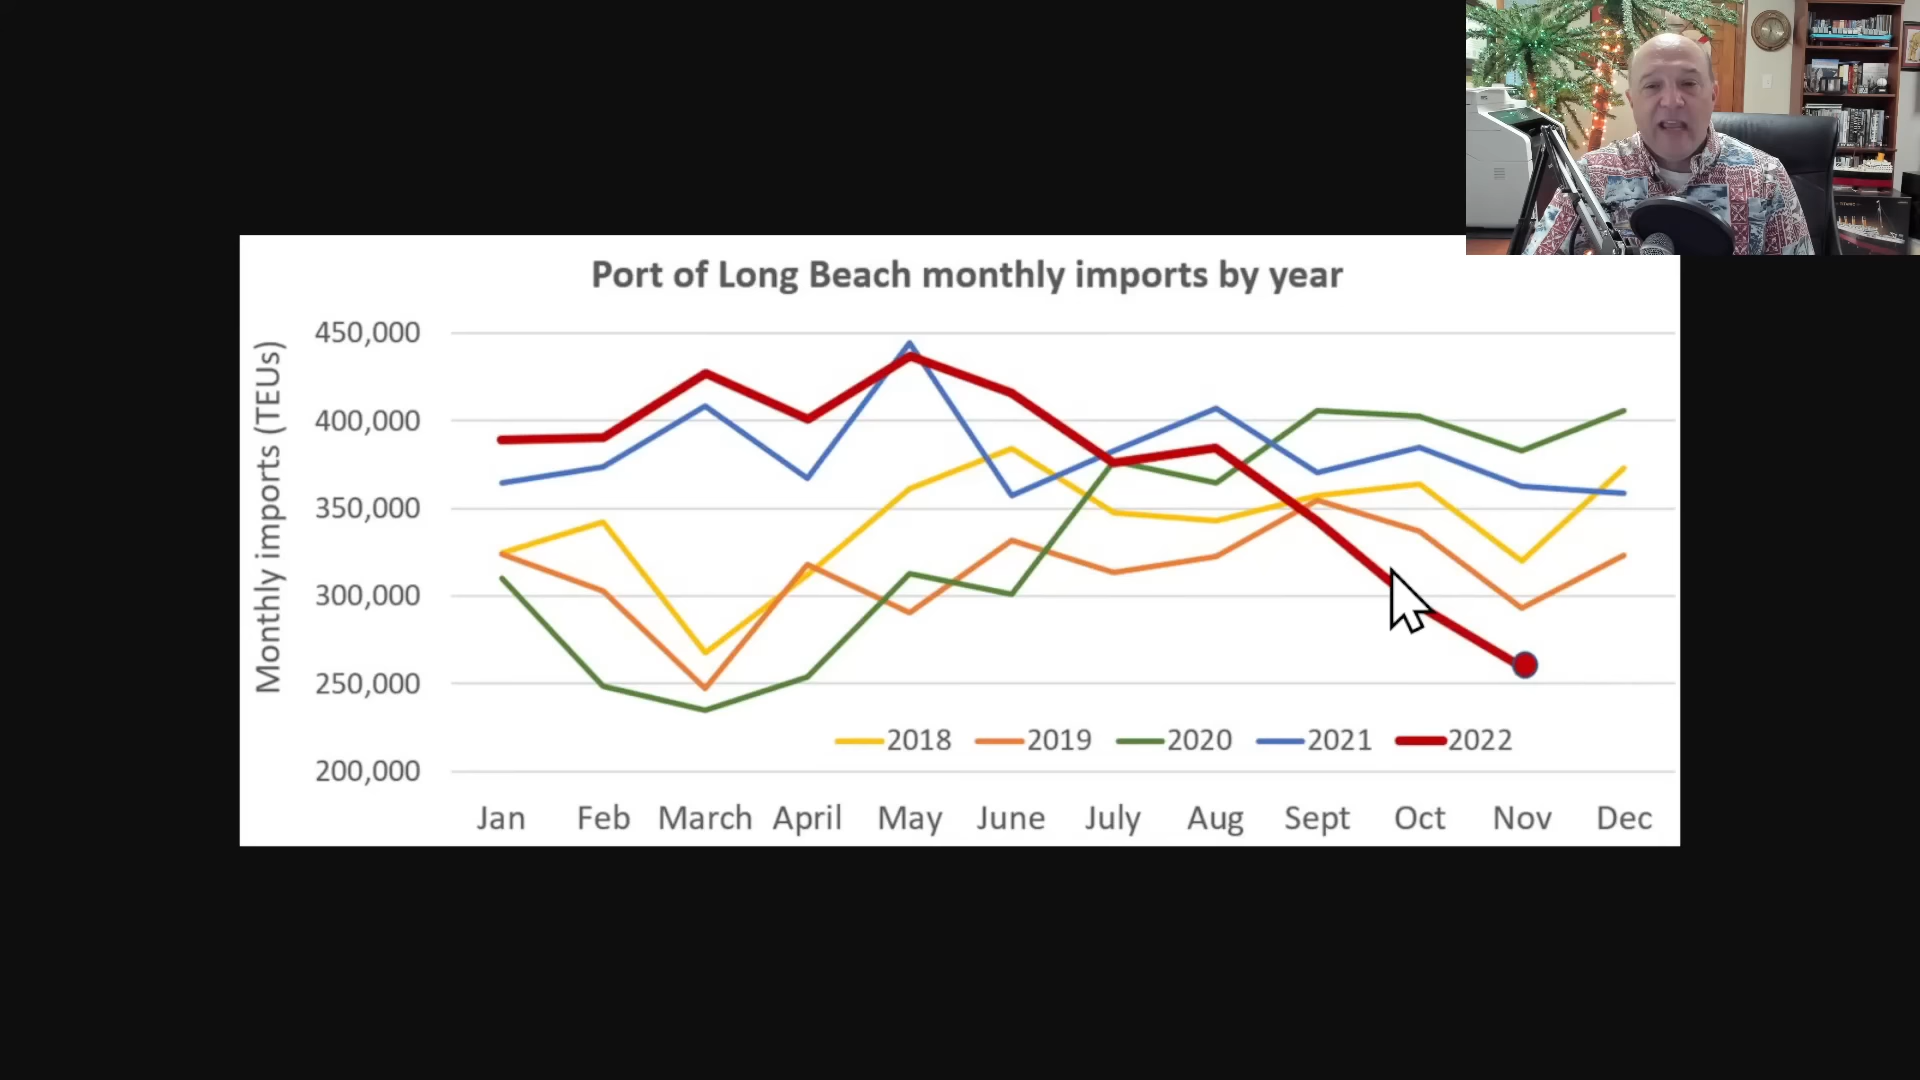 Port of Long Beach monthly imports by year
Monthly imports (TEUs)
450,000
400,000
350,000
300,000
250,000
200,000
2018 2019 2020 2021 2022
Jan Feb March April May June July Aug Sept Oct Nov Dec